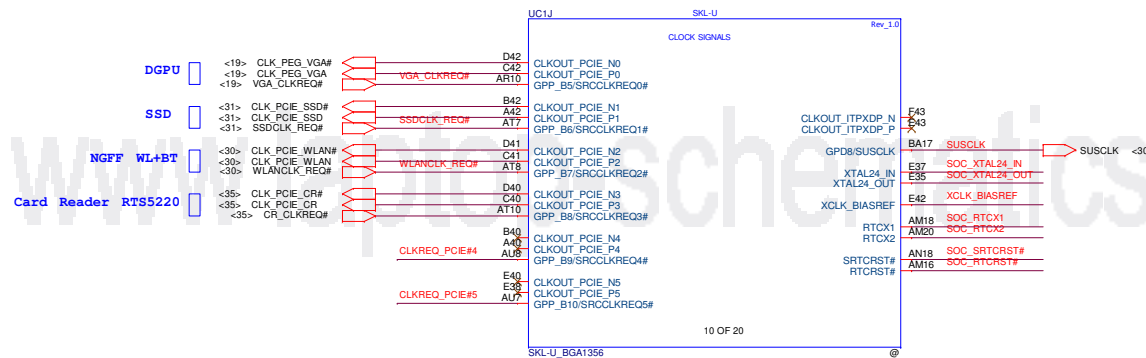 UC1J SKL-U
Rev_1.0
CLOCK SIGNALS
DGPU
<19> CLK_PEG_VGA# D42 CLKOUT_PCIE_N0
<19> CLK_PEG_VGA C42 CLKOUT_PCIE_P0
<19> VGA_CLKREQ# VGA_CLKREQ# AR10 GPP_B5/SRCCLKREQ0#
SSD
<31> CLK_PCIE_SSD# B42 CLKOUT_PCIE_N1
<31> CLK_PCIE_SSD A42 CLKOUT_PCIE_P1
<31> SSDCLK_REQ# SSDCLK_REQ# AT7 GPP_B6/SRCCLKREQ1#
NGFF WL+BT
<30> CLK_PCIE_WLAN# D41 CLKOUT_PCIE_N2
<30> CLK_PCIE_WLAN C41 CLKOUT_PCIE_P2
<30> WLANCLK_REQ# WLANCLK_REQ# AT8 GPP_B7/SRCCLKREQ2#
Card Reader RTS5220
<35> CLK_PCIE_CR# D40 CLKOUT_PCIE_N3
<35> CLK_PCIE_CR C40 CLKOUT_PCIE_P3
<35> CR_CLKREQ# AT10 GPP_B8/SRCCLKREQ3#
B40 CLKOUT_PCIE_N4
A40 CLKOUT_PCIE_P4
CLKREQ_PCIE#4 AU8 GPP_B9/SRCCLKREQ4#
E40 CLKOUT_PCIE_N5
E38 CLKOUT_PCIE_P5
CLKREQ_PCIE#5 AU7 GPP_B10/SRCCLKREQ5#
CLKOUT_ITPXDP_N F43
CLKOUT_ITPXDP_P E43
GPD8/SUSCLK BA17 SUSCLK SUSCLK <30
XTAL24_IN E37 SOC_XTAL24_IN
XTAL24_OUT E35 SOC_XTAL24_OUT
XCLK_BIASREF E42 XCLK_BIASREF
RTCX1 AM18 SOC_RTCX1
RTCX2 AM20 SOC_RTCX2
SRTCRST# AN18 SOC_SRTCRST#
RTCRST# AM16 SOC_RTCRST#
10 OF 20
SKL-U_BGA1356 @
www.laptopschematics